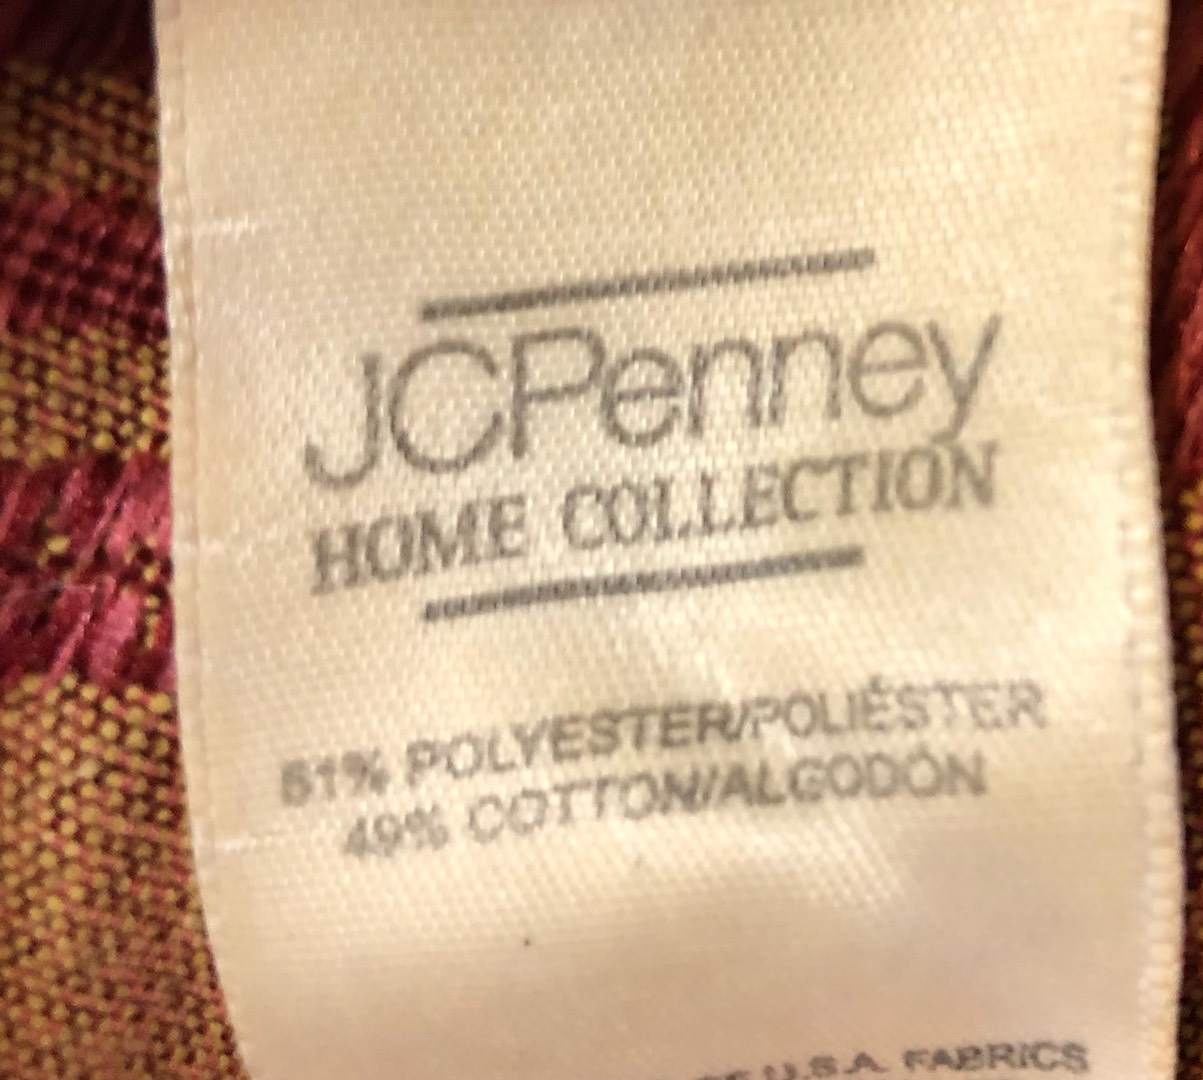 JCPenney
HOME COLLECTION
51% POLYESTER/POLIÉSTER
49% COTTON/ALGODÓN
U.S.A. FABRICS